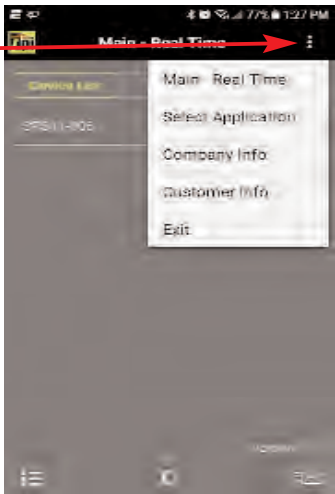 77% 1:27 PM
Main - Real Time
Device List
Main - Real Time
Select Application
Company Info
Customer Info
Exit